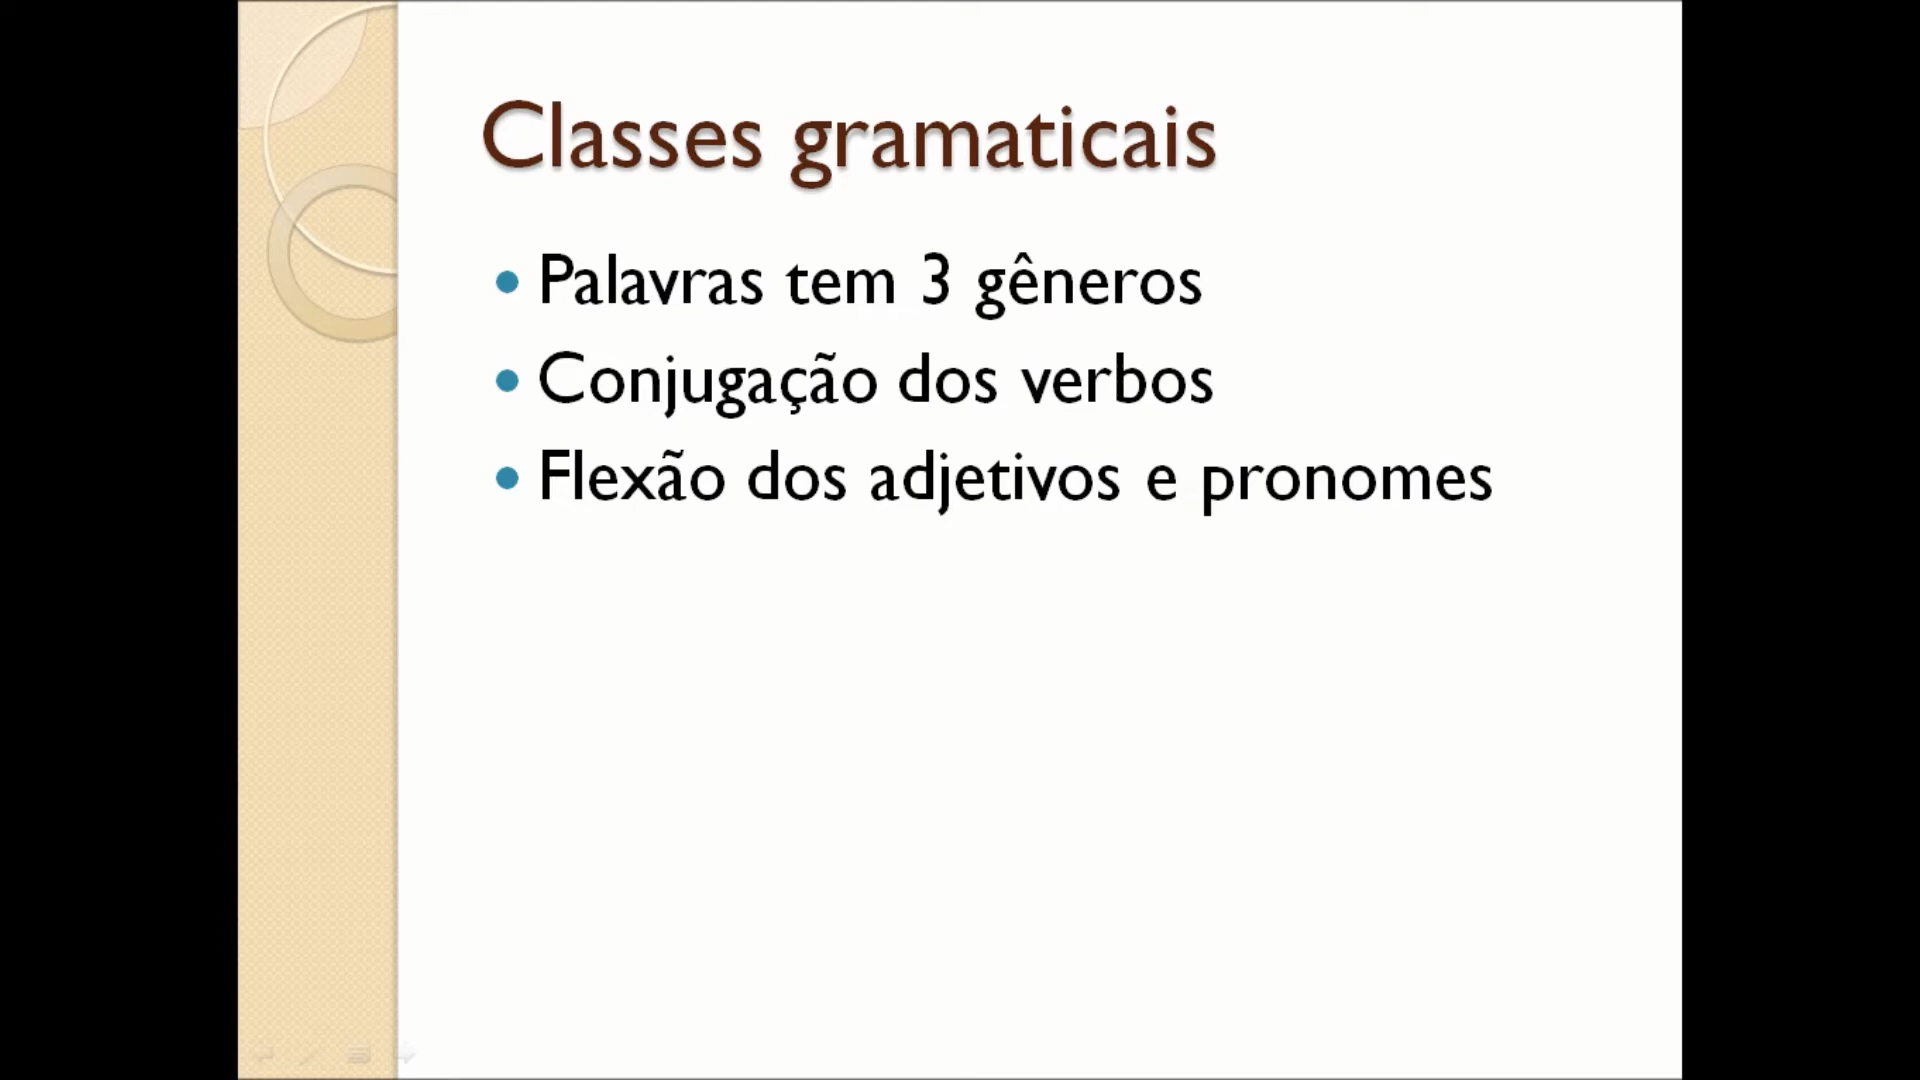 Classes gramaticais
Palavras tem 3 gêneros
Conjugação dos verbos
Flexão dos adjetivos e pronomes